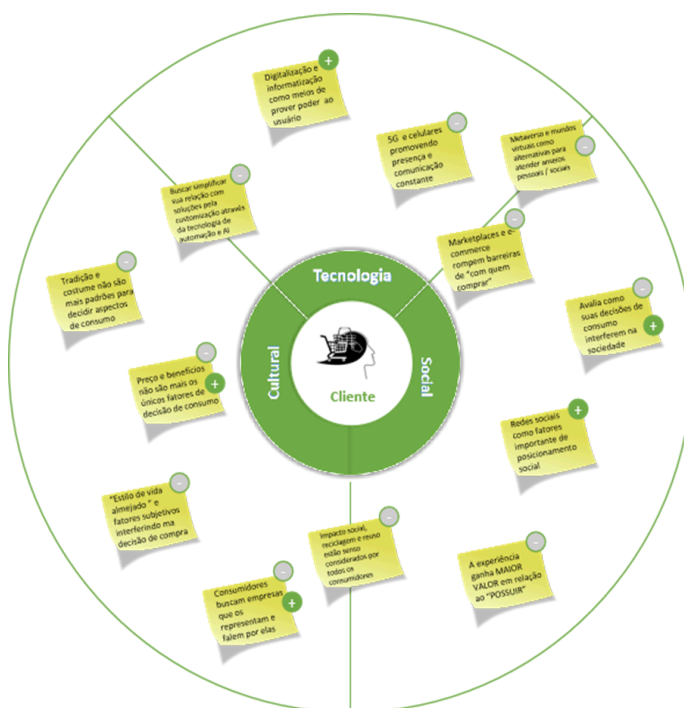 Digitalização e
informatização
como meios de
prover poder ao
usuário
+
5G e celulares
promovendo
presença e
comunicação
constante
-
Metaverso e mundos
virtuais como
alternativas para
atender anseios
pessoais / sociais
-
Buscar simplificar
sua relação com
soluções pela
customização através
da tecnologia de
automação e AI
-
Marketplaces e e-
commerce
rompem barreiras
de "com quem
comprar"
-
Tradição e
costume não são
mais padrões para
decidir aspectos
de consumo
-
Tecnologia
Cultural
Social
Cliente
Avalia como
suas decisões de
consumo
interferem na
sociedade
-
+
Preço e benefícios
não são mais os
únicos fatores de
decisão de consumo
-
+
Redes sociais
como fatores
importante de
posicionamento
social
+
"Estilo de vida
almejado " e
fatores subjetivos
interferindo ma
decisão de compra
-
Impacto social,
reciclagem e reuso
estão senso
considerados por
todos os
consumidores
-
A experiência
ganha MAIOR
VALOR em relação
ao "POSSUIR"
-
Consumidores
buscam empresas
que os
representam e
falem por elas
-
+